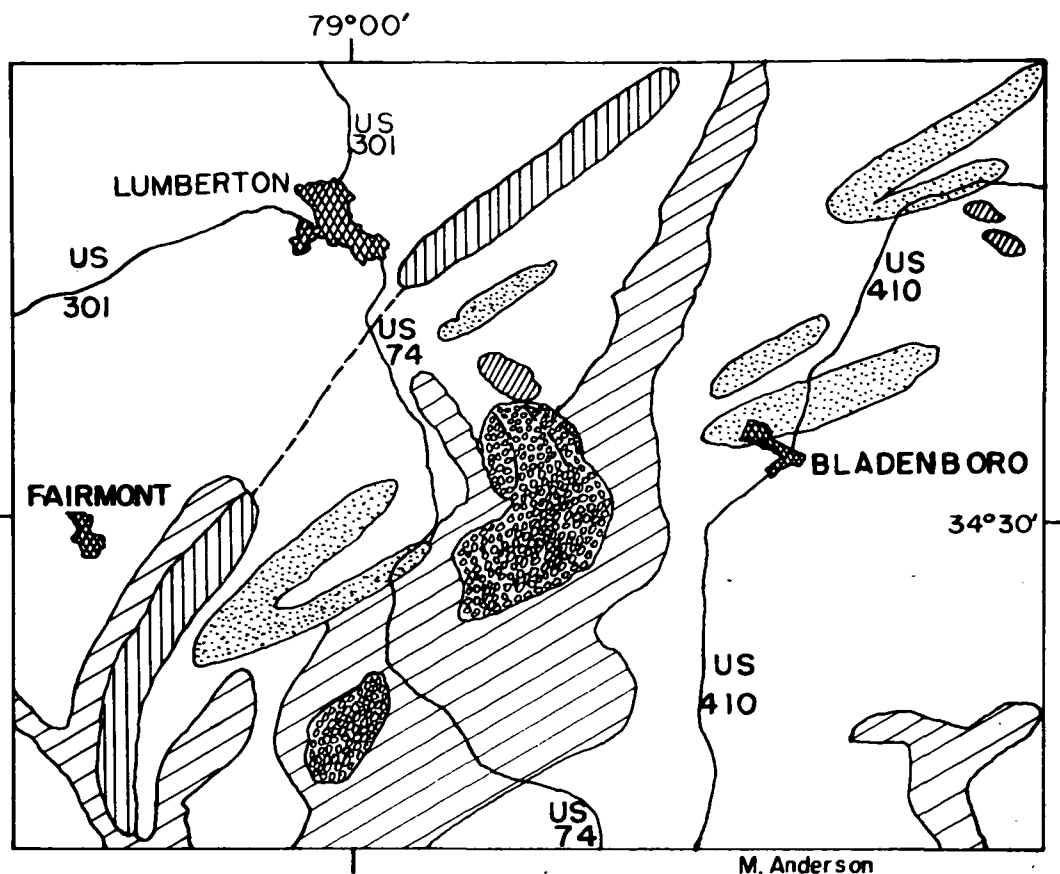 79°00'
US
301
LUMBERTON
US
301
US
410
US
74
BLADENBORO
FAIRMONT
34°30'
US
410
US
74
M. Anderson